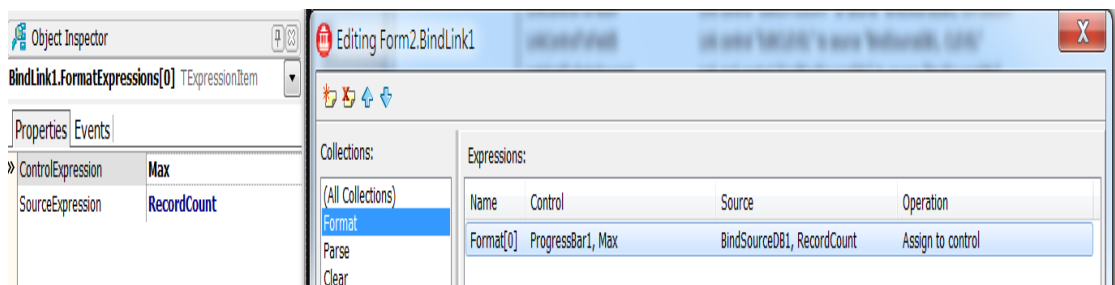 Object Inspector
BindLink1.FormatExpressions[0] TExpressionItem
Properties Events
» ControlExpression Max
SourceExpression RecordCount
Editing Form2.BindLink1
X
Collections:
(All Collections)
Format
Parse
Clear
Expressions:
Name Control Source Operation
Format[0] ProgressBar1, Max BindSourceDB1, RecordCount Assign to control